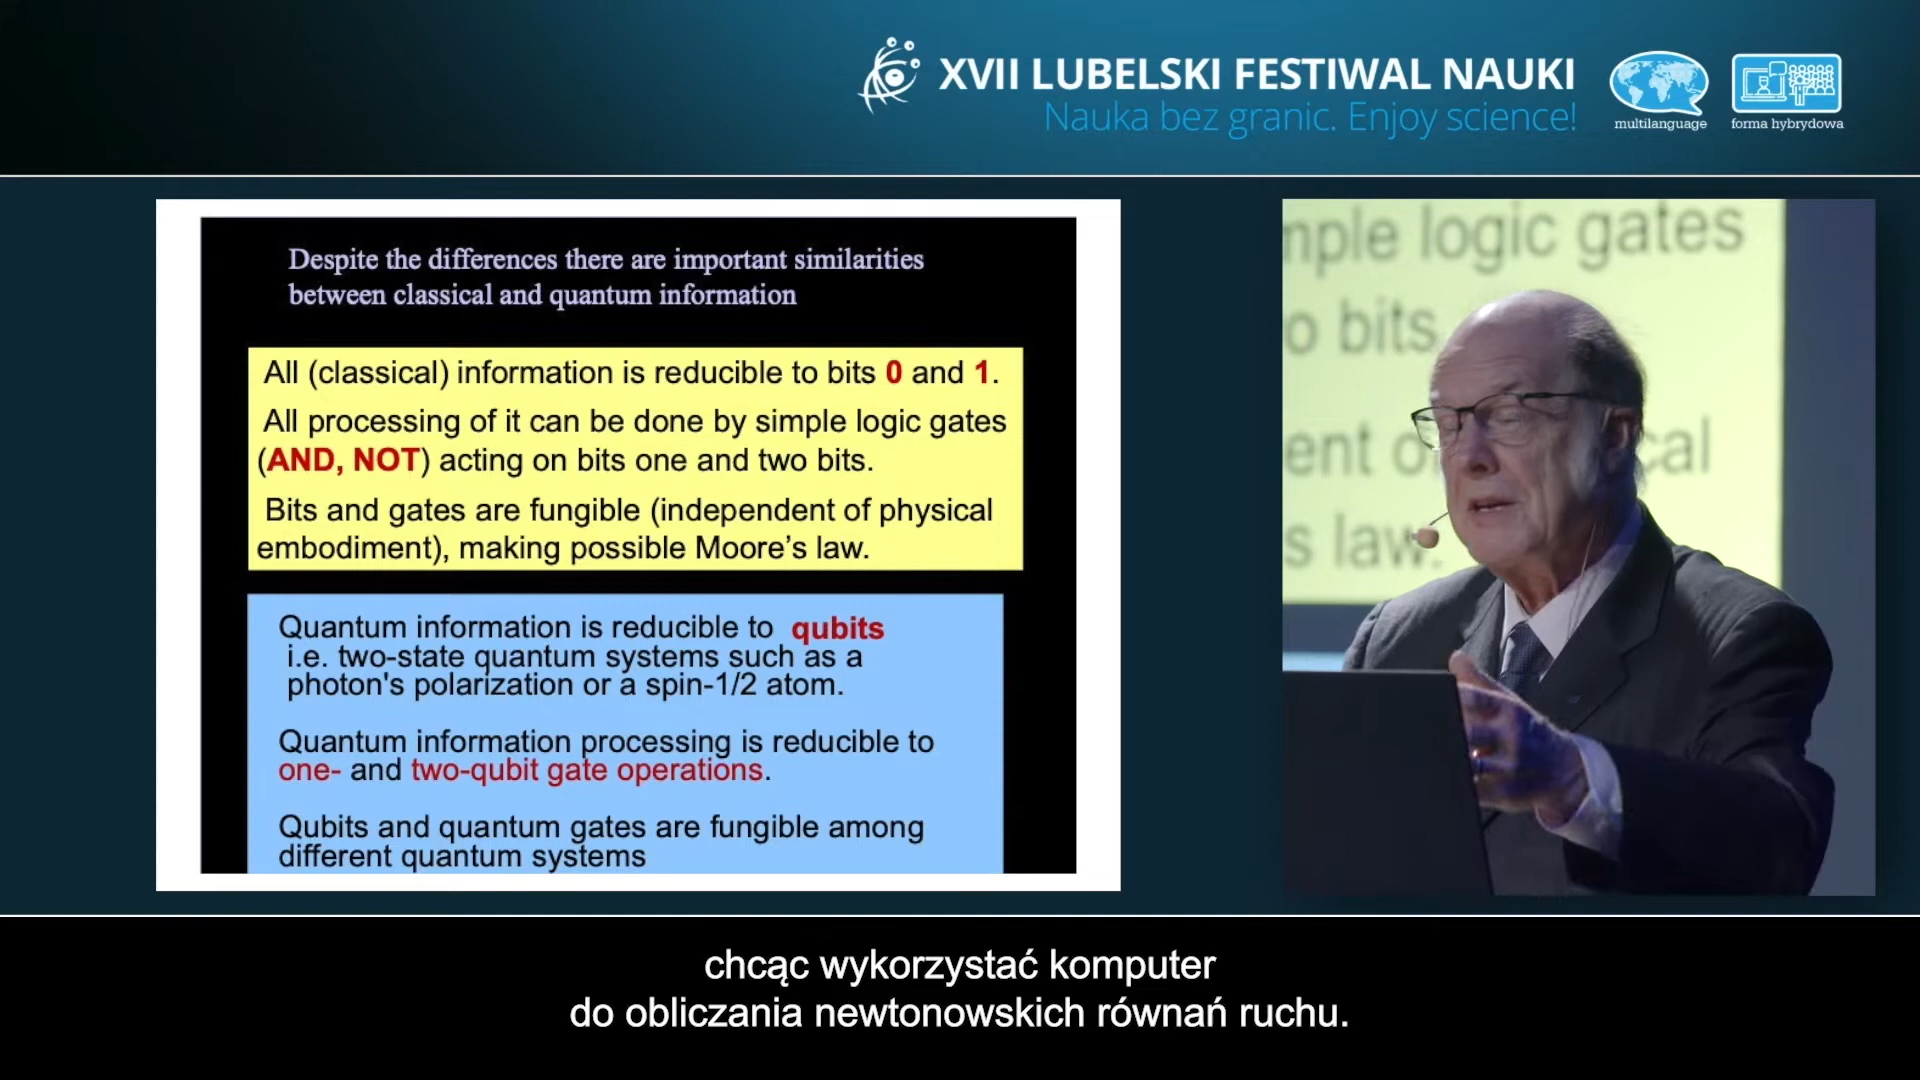 XVII LUBELSKI FESTIWAL NAUKI
Nauka bez granic. Enjoy science!
multilanguage
forma hybrydowa
Despite the differences there are important similarities
between classical and quantum information
All (classical) information is reducible to bits 0 and 1.
All processing of it can be done by simple logic gates
(AND, NOT) acting on bits one and two bits.
Bits and gates are fungible (independent of physical
embodiment), making possible Moore’s law.
Quantum information is reducible to qubits
i.e. two-state quantum systems such as a
photon's polarization or a spin-1/2 atom.
Quantum information processing is reducible to
one- and two-qubit gate operations.
Qubits and quantum gates are fungible among
different quantum systems
mple logic gates
o bits
ent o cal
s law.
chcąc wykorzystać komputer
do obliczania newtonowskich równań ruchu.